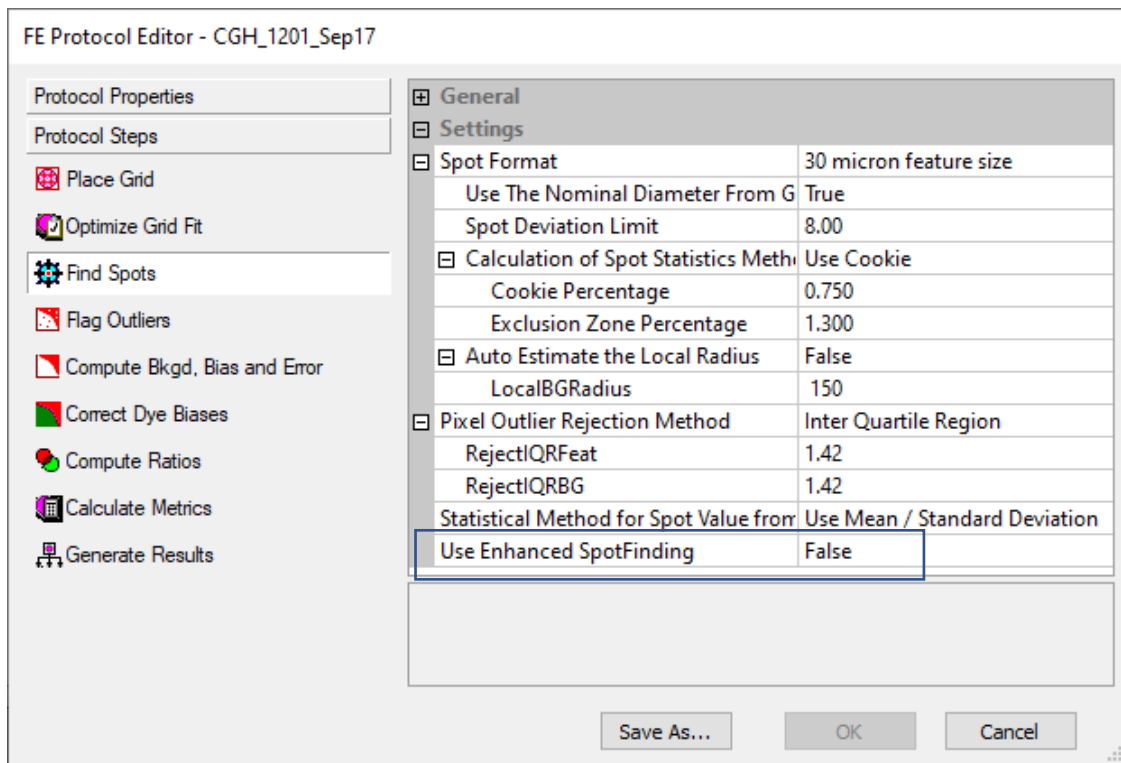 FE Protocol Editor - CGH_1201_Sep17
Protocol Properties
Protocol Steps
Place Grid
Optimize Grid Fit
Find Spots
Flag Outliers
Compute Bkgd, Bias and Error
Correct Dye Biases
Compute Ratios
Calculate Metrics
Generate Results
General
Settings
Spot Format 30 micron feature size
Use The Nominal Diameter From G True
Spot Deviation Limit 8.00
Calculation of Spot Statistics Meth Use Cookie
Cookie Percentage 0.750
Exclusion Zone Percentage 1.300
Auto Estimate the Local Radius False
LocalBGRadius 150
Pixel Outlier Rejection Method Inter Quartile Region
RejectIQRFeat 1.42
RejectIQRBG 1.42
Statistical Method for Spot Value from Use Mean / Standard Deviation
Use Enhanced SpotFinding False
Save As... OK Cancel